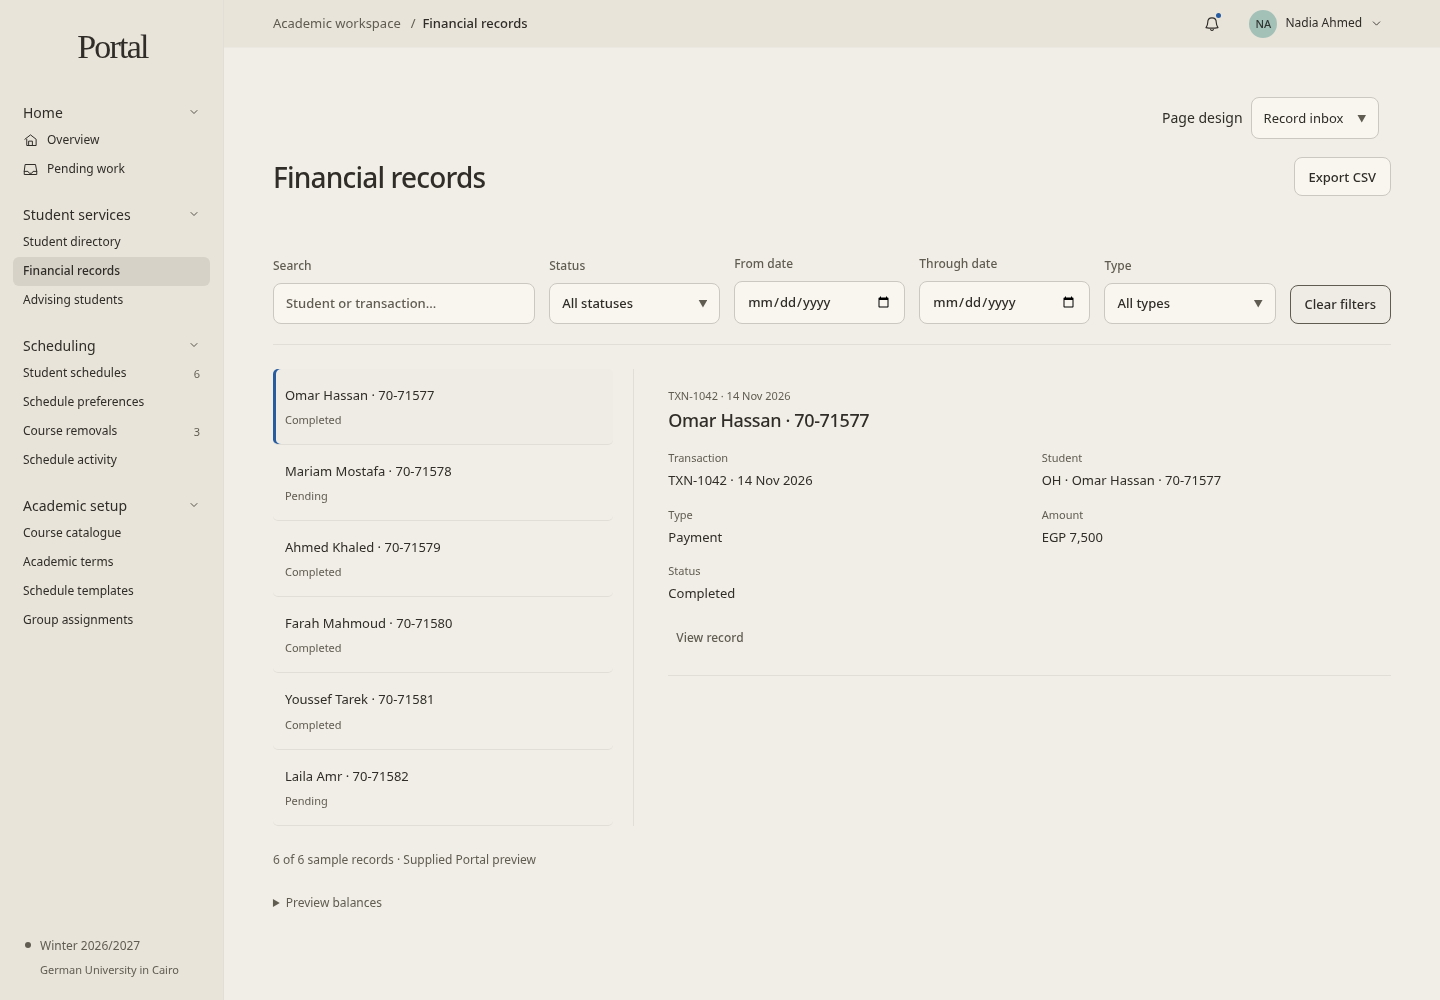 Portal
Home
Overview
Pending work
Student services
Student directory
Financial records
Advising students
Scheduling
Student schedules 6
Schedule preferences
Course removals 3
Schedule activity
Academic setup
Course catalogue
Academic terms
Schedule templates
Group assignments
Winter 2026/2027
German University in Cairo
Academic workspace / Financial records
NA Nadia Ahmed
Page design Record inbox
Financial records
Export CSV
Search
Student or transaction...
Status
All statuses
From date
mm/dd/yyyy
Through date
mm/dd/yyyy
Type
All types
Clear filters
Omar Hassan · 70-71577
Completed
Mariam Mostafa · 70-71578
Pending
Ahmed Khaled · 70-71579
Completed
Farah Mahmoud · 70-71580
Completed
Youssef Tarek · 70-71581
Completed
Laila Amr · 70-71582
Pending
TXN-1042 · 14 Nov 2026
Omar Hassan · 70-71577
Transaction
TXN-1042 · 14 Nov 2026
Student
OH · Omar Hassan · 70-71577
Type
Payment
Amount
EGP 7,500
Status
Completed
View record
6 of 6 sample records · Supplied Portal preview
Preview balances